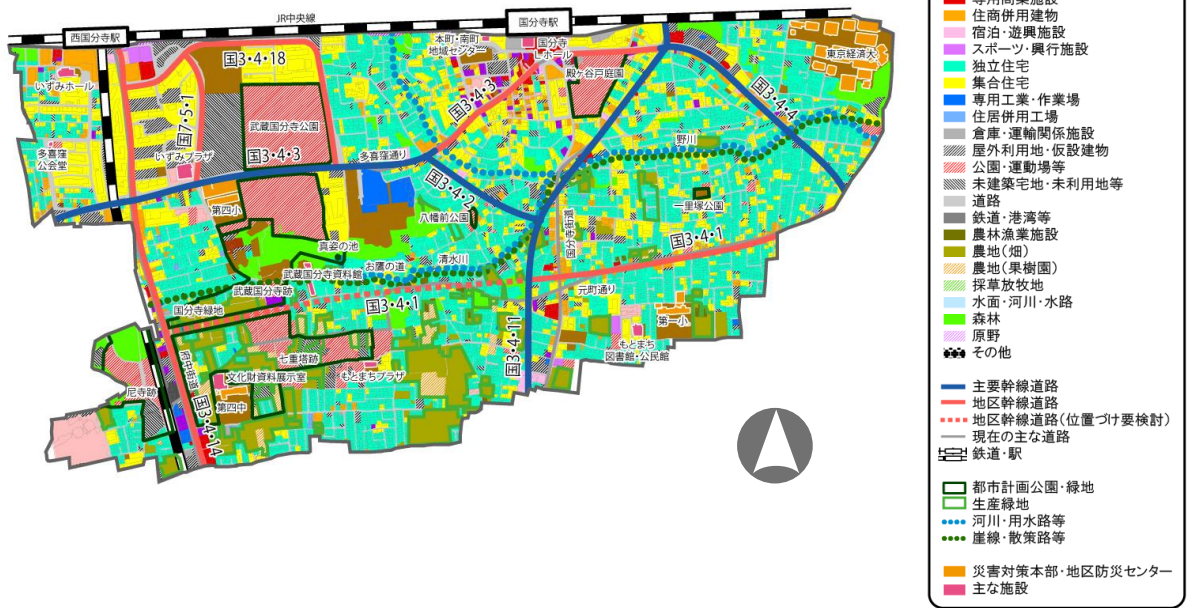 JR中央線
西国分寺駅
国分寺駅
本町・南町
地域センター
国分寺
Lホール
殿ヶ谷戸庭園
東京経済大
国3・4・18
いずみホール
国7・5・1
国3・4・3
国3・4・4
武蔵国分寺公園
多喜窪
公会堂
いずみプラザ
国3・4・3
多喜窪通り
野川
国3・4・2
第四小
八幡前公園
一里塚公園
国分寺街道
国3・4・1
真姿の池
お鷹の道
清水川
武蔵国分寺資料館
武蔵国分寺跡
国3・4・1
元町通り
国分寺緑地
国3・4・11
第一小
もとまち
図書館・公民館
七重塔跡
府中街道
文化財資料展示室
もとまちプラザ
尼寺跡
第四中
国3・4・14
専用商業施設
住商併用建物
宿泊・遊興施設
スポーツ・興行施設
独立住宅
集合住宅
専用工業・作業場
住居併用工場
倉庫・運輸関係施設
屋外利用地・仮設建物
公園・運動場等
未建築宅地・未利用地等
道路
鉄道・港湾等
農林漁業施設
農地(畑)
農地(果樹園)
採草放牧地
水面・河川・水路
森林
原野
その他
主要幹線道路
地区幹線道路
地区幹線道路(位置づけ要検討)
現在の主な道路
鉄道・駅
都市計画公園・緑地
生産緑地
河川・用水路等
崖線・散策路等
災害対策本部・地区防災センター
主な施設